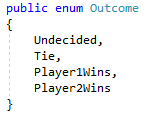 public enum Outcome
{
    Undecided,
    Tie,
    Player1Wins,
    Player2Wins
}